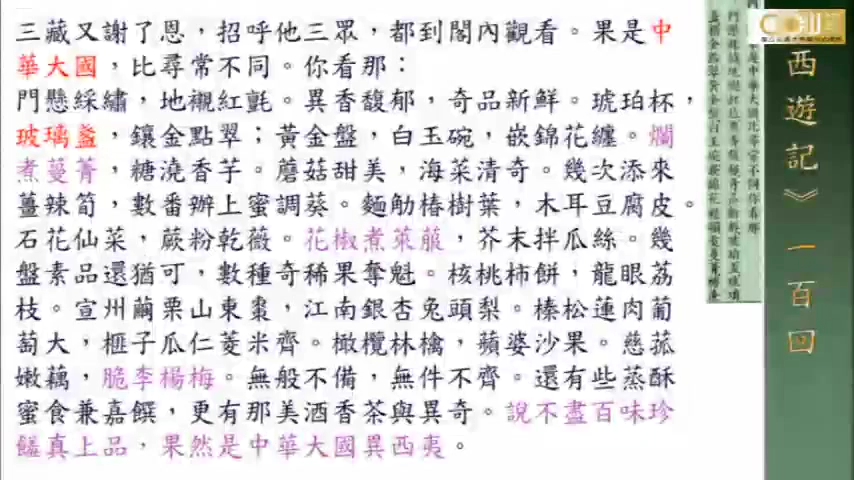 三藏又謝了恩，招呼他三眾，都到閣內觀看。果是中
華大國，比尋常不同。你看那：
門懸綵繡，地襯紅氈。異香馥郁，奇品新鮮。琥珀杯，
玻璃盞，鑲金點翠；黃金盤，白玉碗，嵌錦花纏。爛
煮蔓菁，糖澆香芋。蘑菇甜美，海菜清奇。幾次添來
薑辣筍，數番辦上蜜調葵。麵觔椿樹葉，木耳豆腐皮。
石花仙菜，蕨粉乾薇。花椒煮萊菔，芥末拌瓜絲。幾
盤素品還猶可，數種奇稀果奪魁。核桃柿餅，龍眼荔
枝。宣州繭栗山東棗，江南銀杏兔頭梨。榛松蓮肉葡
萄大，榧子瓜仁菱米齊。橄欖林檎，蘋婆沙果。慈菰
嫩藕，脆李楊梅。無般不備，無件不齊。還有些蒸酥
蜜食兼嘉饌，更有那美酒香茶與異奇。說不盡百味珍
饈真上品，果然是中華大國異西夷。
西遊記》一百回